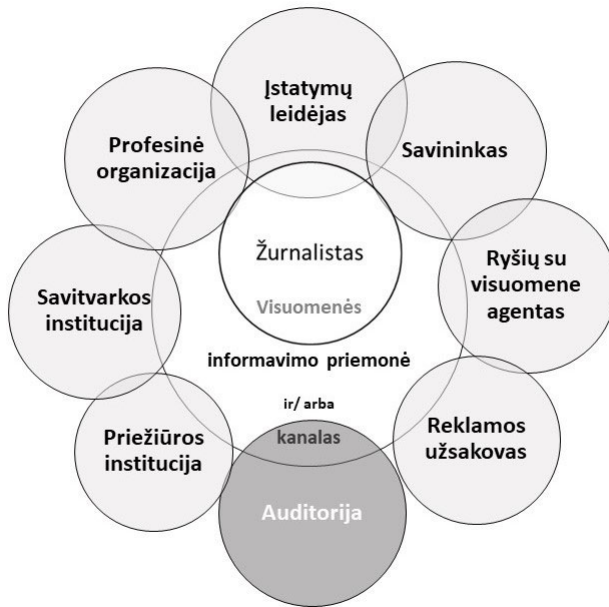 Įstatymų
leidėjas
Profesinė
organizacija
Savininkas
Žurnalistas
Ryšių su
visuomene
agentas
Savitvarkos
institucija
Visuomenės
informavimo priemonė
ir/ arba
kanalas
Priežiūros
institucija
Reklamos
užsakovas
Auditorija